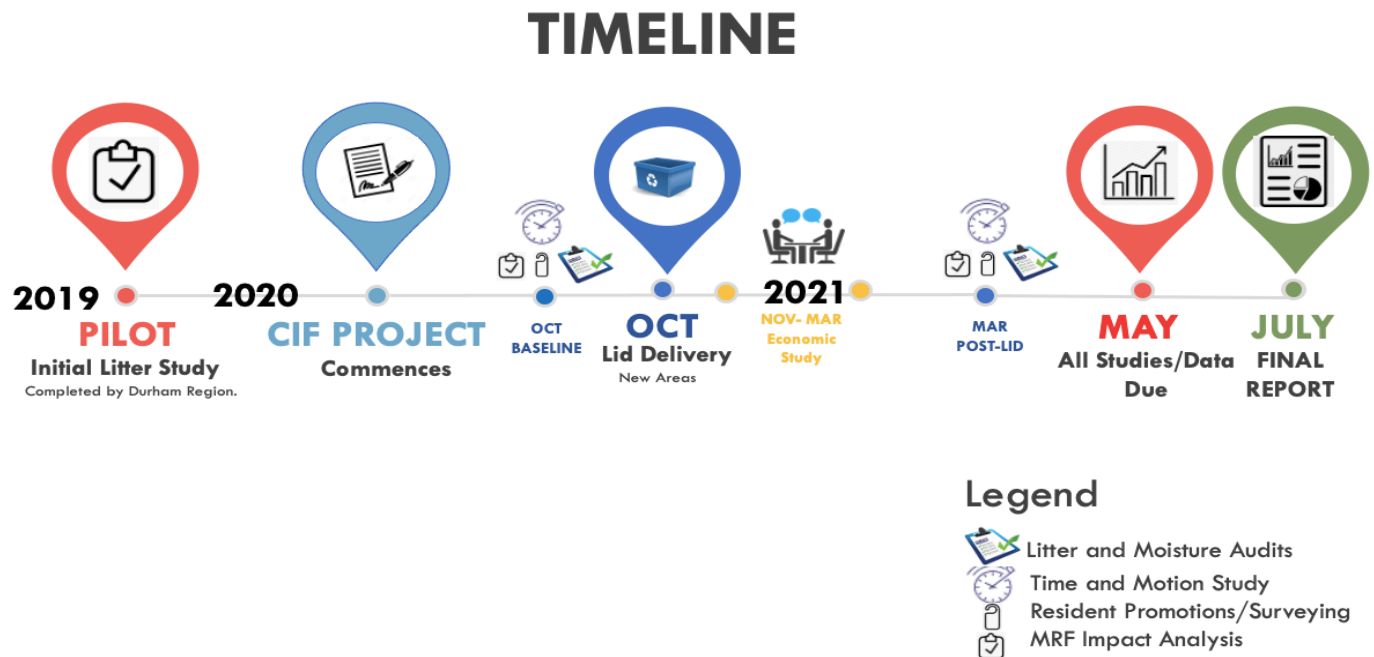 TIMELINE
2019
PILOT
Initial Litter Study
Completed by Durham Region.
2020
CIF PROJECT
Commences
OCT
BASELINE
OCT
Lid Delivery
New Areas
2021
NOV- MAR
Economic
Study
MAR
POST-LID
MAY
All Studies/Data
Due
JULY
FINAL
REPORT
Legend
Litter and Moisture Audits
Time and Motion Study
Resident Promotions/Surveying
MRF Impact Analysis